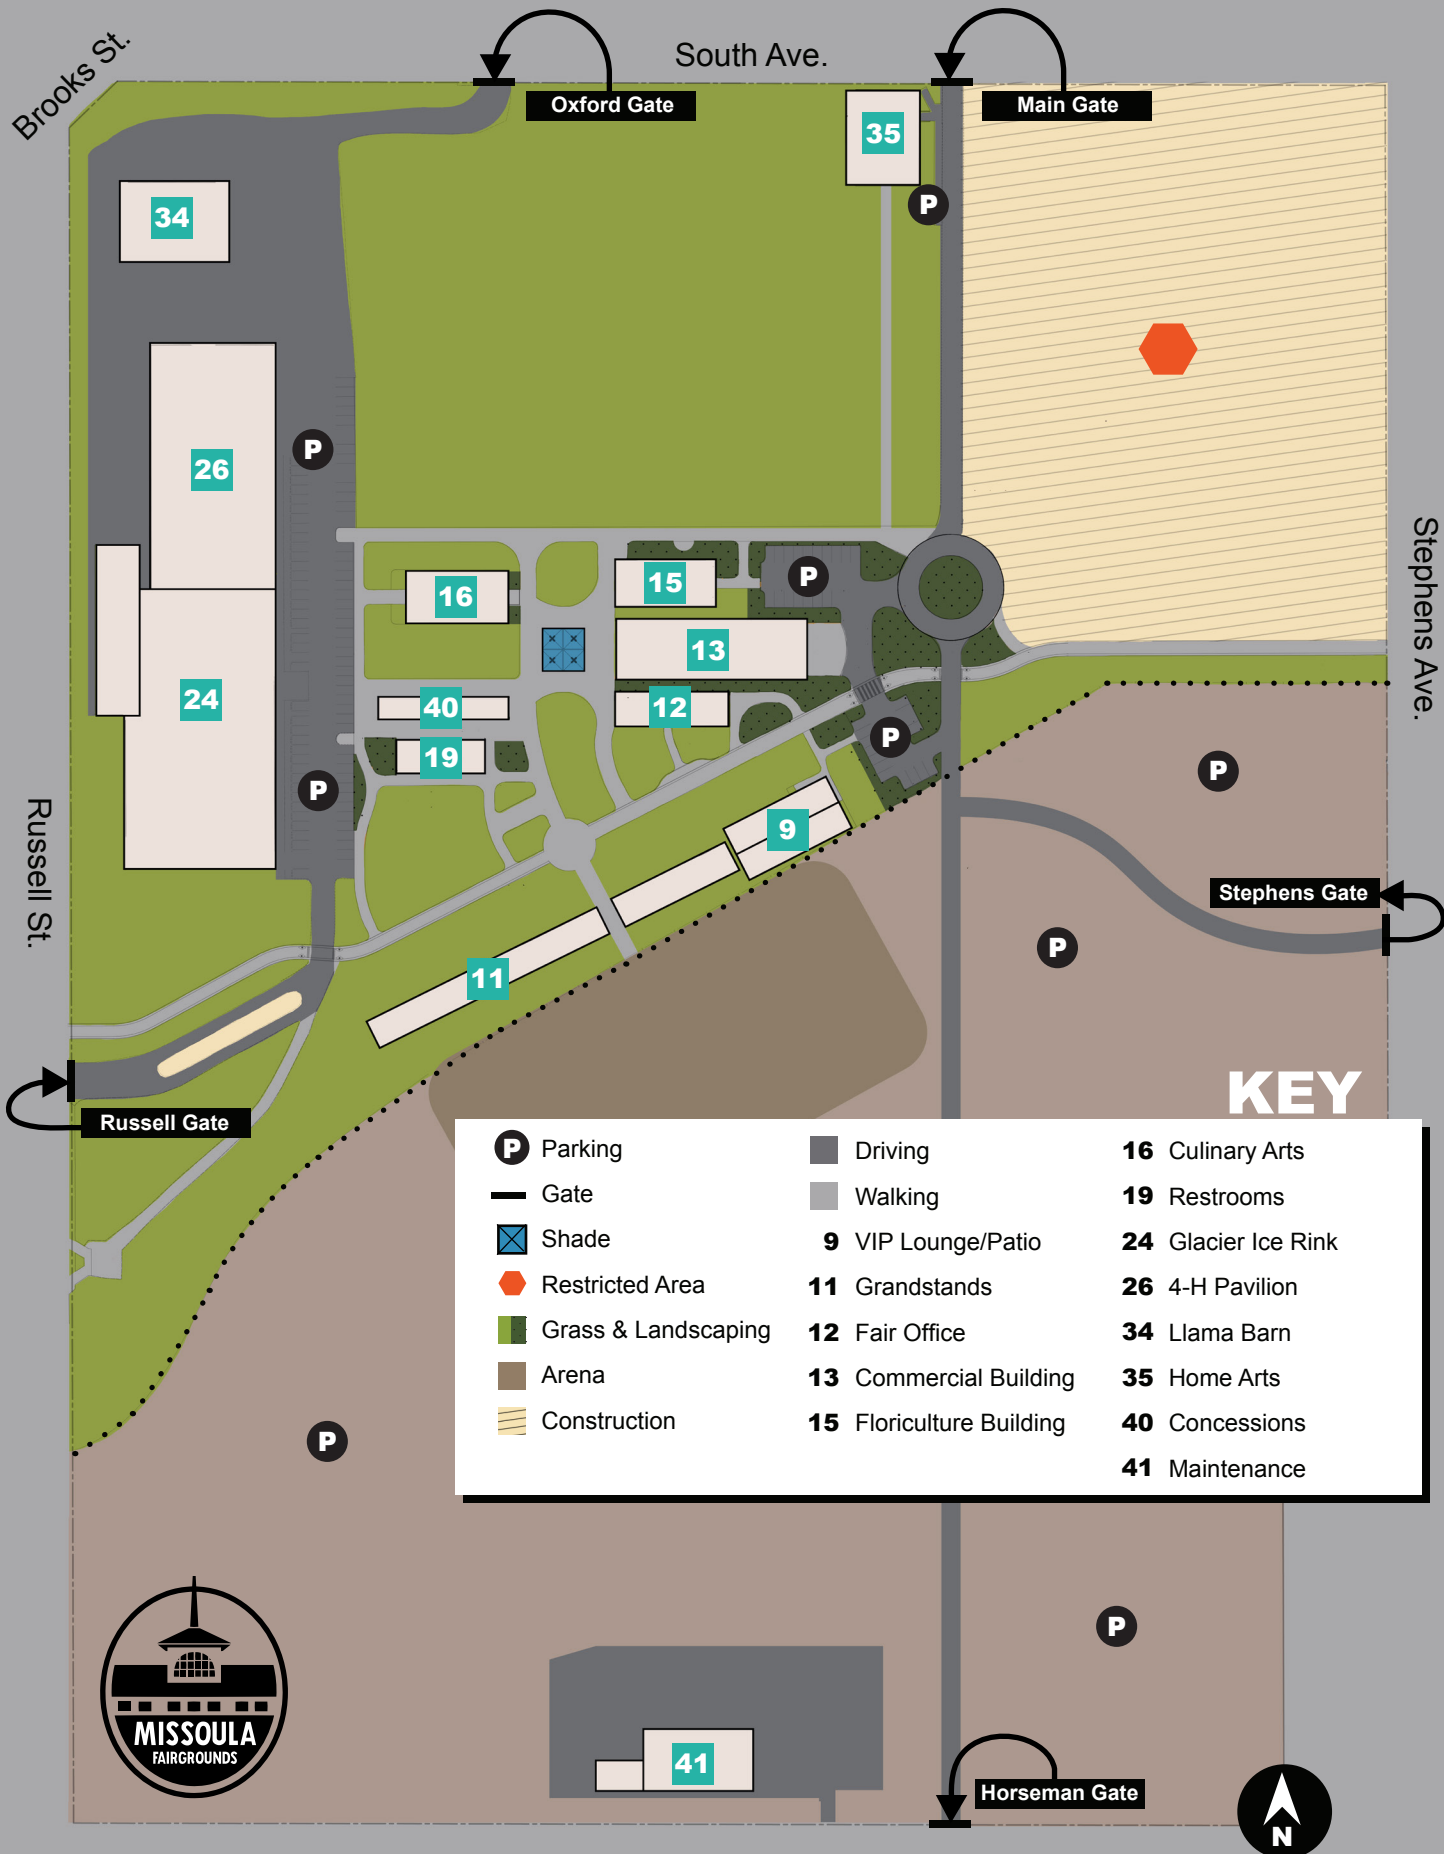 Brooks St.
South Ave.
Oxford Gate
Main Gate
35
P
34
26
P
Stephens Ave.
16
15
P
13
24
40
12
19
P
P
P
Russell St.
9
Stephens Gate
P
11
Russell Gate
KEY
P Parking
Gate
Shade
Restricted Area
Grass & Landscaping
Arena
Construction
Driving
Walking
9 VIP Lounge/Patio
11 Grandstands
12 Fair Office
13 Commercial Building
15 Floriculture Building
16 Culinary Arts
19 Restrooms
24 Glacier Ice Rink
26 4-H Pavilion
34 Llama Barn
35 Home Arts
40 Concessions
41 Maintenance
P
P
MISSOULA
FAIRGROUNDS
41
Horseman Gate
N